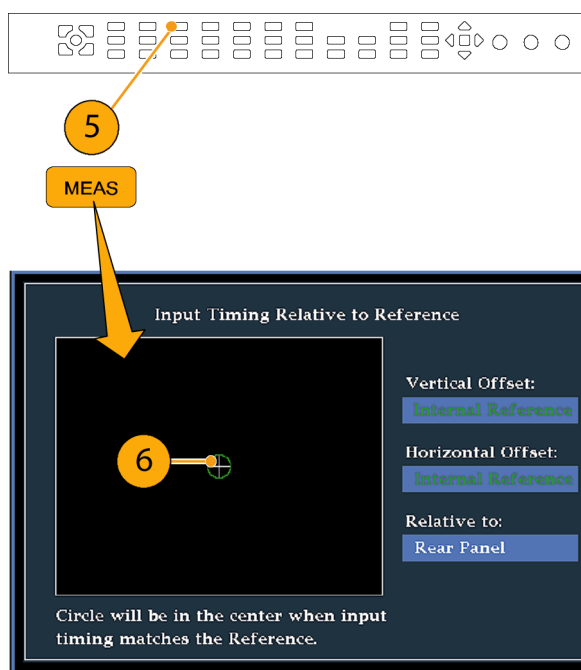 5
MEAS
Input Timing Relative to Reference
Vertical Offset:
Internal Reference
Horizontal Offset:
Internal Reference
6
Relative to:
Rear Panel
Circle will be in the center when input
timing matches the Reference.